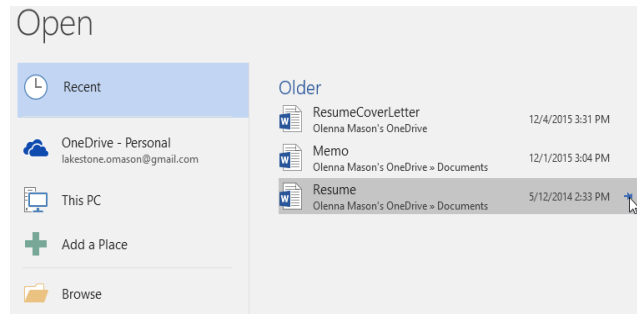 Open
Recent
OneDrive - Personal
lakestone.omason@gmail.com
This PC
Add a Place
Browse
Older
ResumeCoverLetter
Olenna Mason's OneDrive
12/4/2015 3:31 PM
Memo
Olenna Mason's OneDrive » Documents
12/1/2015 3:04 PM
Resume
Olenna Mason's OneDrive » Documents
5/12/2014 2:33 PM